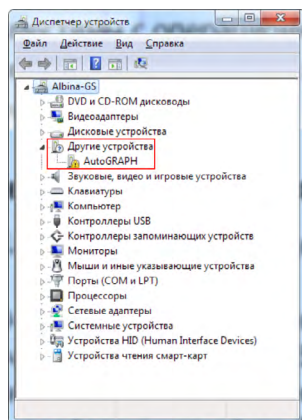 Диспетчер устройств
Файл Действие Вид Справка
Albina-GS
DVD и CD-ROM дисководы
Видеоадаптеры
Дисковые устройства
Другие устройства
AutoGRAPH
Звуковые, видео и игровые устройства
Клавиатуры
Компьютер
Контроллеры USB
Контроллеры запоминающих устройств
Мониторы
Мыши и иные указывающие устройства
Порты (COM и LPT)
Процессоры
Сетевые адаптеры
Системные устройства
Устройства HID (Human Interface Devices)
Устройства чтения смарт-карт